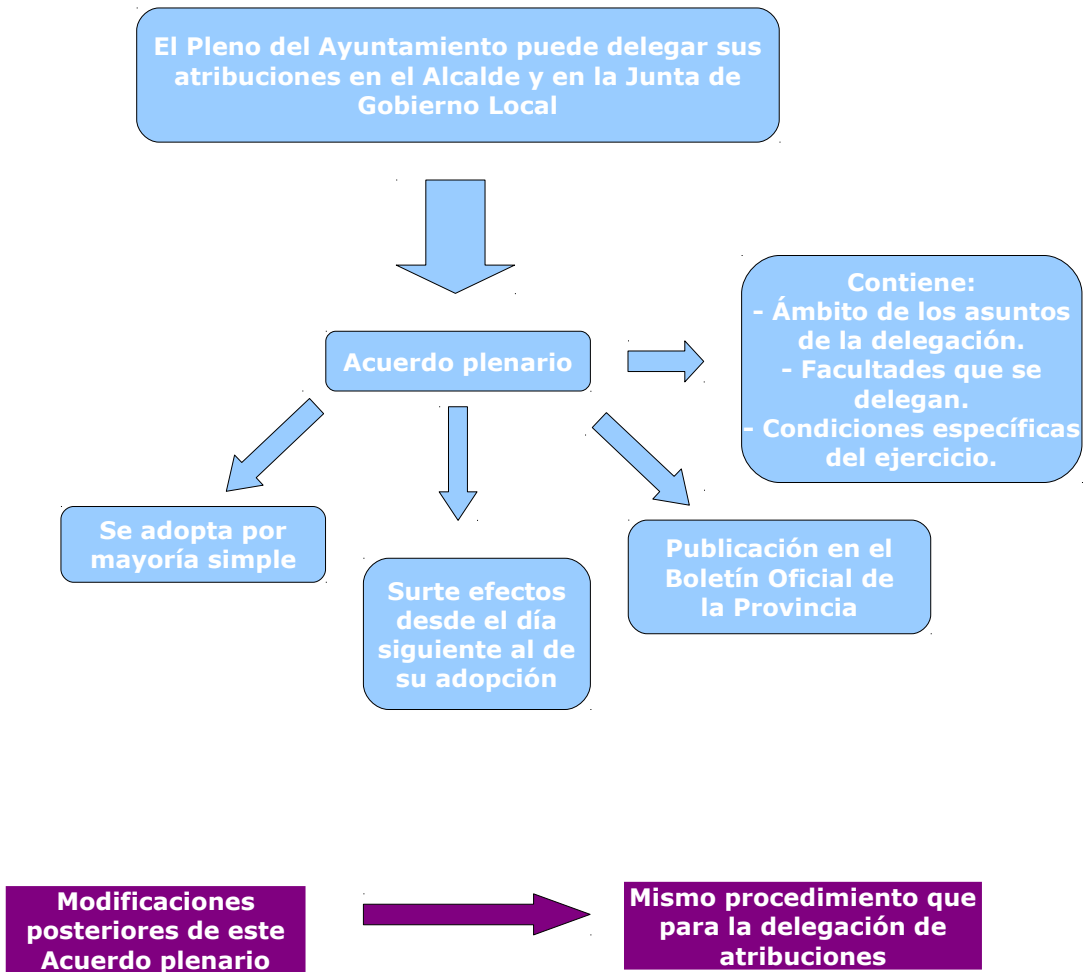 El Pleno del Ayuntamiento puede delegar sus
atribuciones en el Alcalde y en la Junta de
Gobierno Local
Contiene:
- Ámbito de los asuntos
de la delegación.
- Facultades que se
delegan.
- Condiciones específicas
del ejercicio.
Acuerdo plenario
Se adopta por
mayoría simple
Surte efectos
desde el día
siguiente al de
su adopción
Publicación en el
Boletín Oficial de
la Provincia
Modificaciones
posteriores de este
Acuerdo plenario
Mismo procedimiento que
para la delegación de
atribuciones